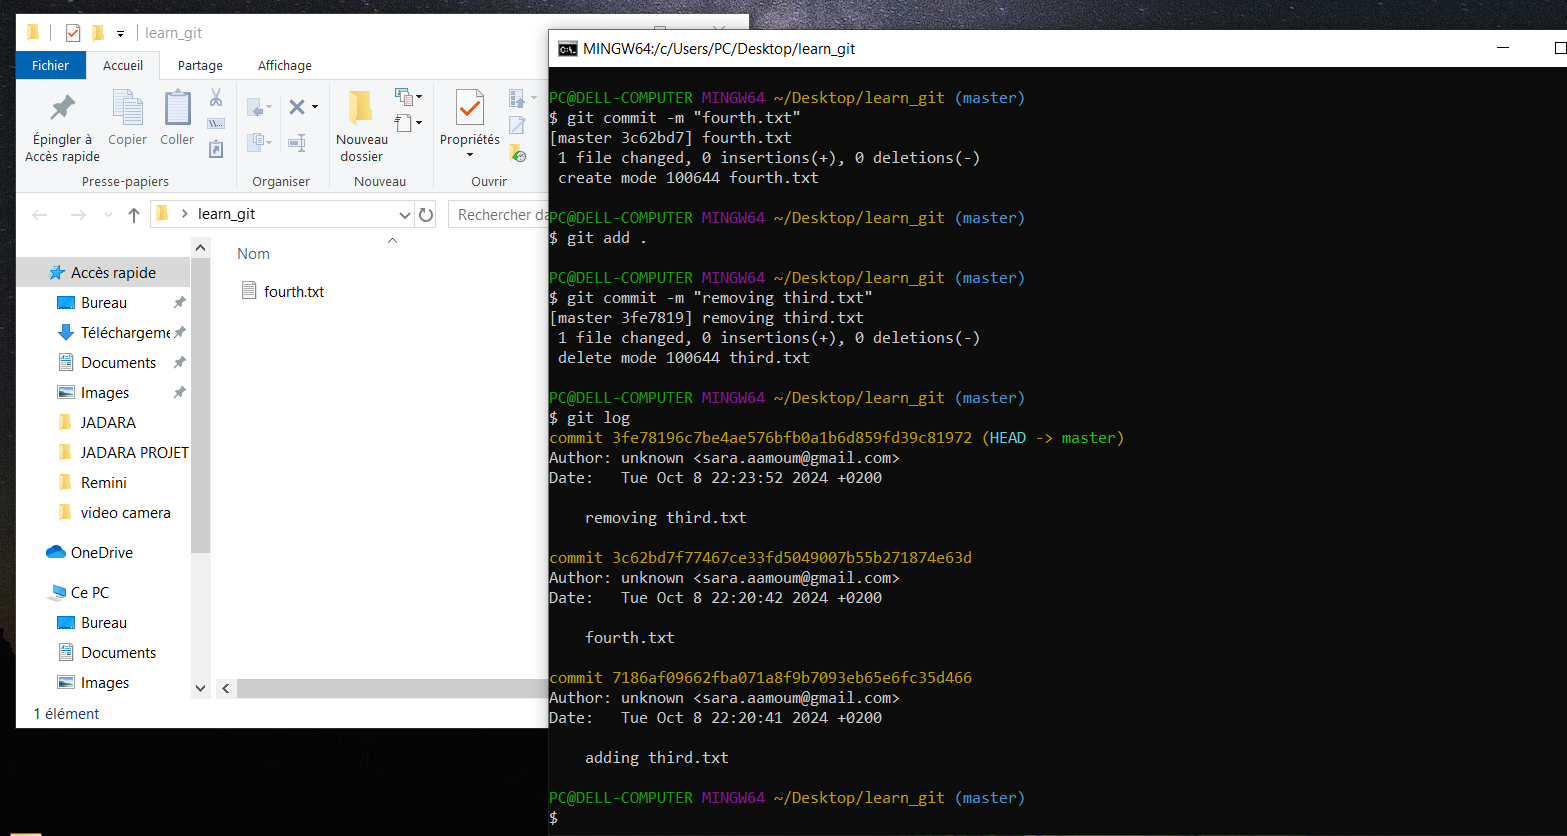 learn_git
Fichier
Accueil
Partage
Affichage
Épingler à
Accès rapide
Copier
Coller
Nouveau
dossier
Propriétés
Presse-papiers
Organiser
Nouveau
Ouvrir
learn_git
Rechercher da
Accès rapide
Bureau
Téléchargeme
Documents
Images
JADARA
JADARA PROJET
Remini
video camera
OneDrive
Ce PC
Bureau
Documents
Images
Nom
fourth.txt
1 élément
MINGW64:/c/Users/PC/Desktop/learn_git
PC@DELL-COMPUTER MINGW64 ~/Desktop/learn_git (master)
$ git commit -m "fourth.txt"
[master 3c62bd7] fourth.txt
1 file changed, 0 insertions(+), 0 deletions(-)
create mode 100644 fourth.txt
PC@DELL-COMPUTER MINGW64 ~/Desktop/learn_git (master)
$ git add .
PC@DELL-COMPUTER MINGW64 ~/Desktop/learn_git (master)
$ git commit -m "removing third.txt"
[master 3fe7819] removing third.txt
1 file changed, 0 insertions(+), 0 deletions(-)
delete mode 100644 third.txt
PC@DELL-COMPUTER MINGW64 ~/Desktop/learn_git (master)
$ git log
commit 3fe78196c7be4ae576bfb0a1b6d859fd39c81972 (HEAD -> master)
Author: unknown <sara.aamoum@gmail.com>
Date:   Tue Oct 8 22:23:52 2024 +0200
removing third.txt
commit 3c62bd7f77467ce33fd5049007b55b271874e63d
Author: unknown <sara.aamoum@gmail.com>
Date:   Tue Oct 8 22:20:42 2024 +0200
fourth.txt
commit 7186af09662fba071a8f9b7093eb65e6fc35d466
Author: unknown <sara.aamoum@gmail.com>
Date:   Tue Oct 8 22:20:41 2024 +0200
adding third.txt
PC@DELL-COMPUTER MINGW64 ~/Desktop/learn_git (master)
$